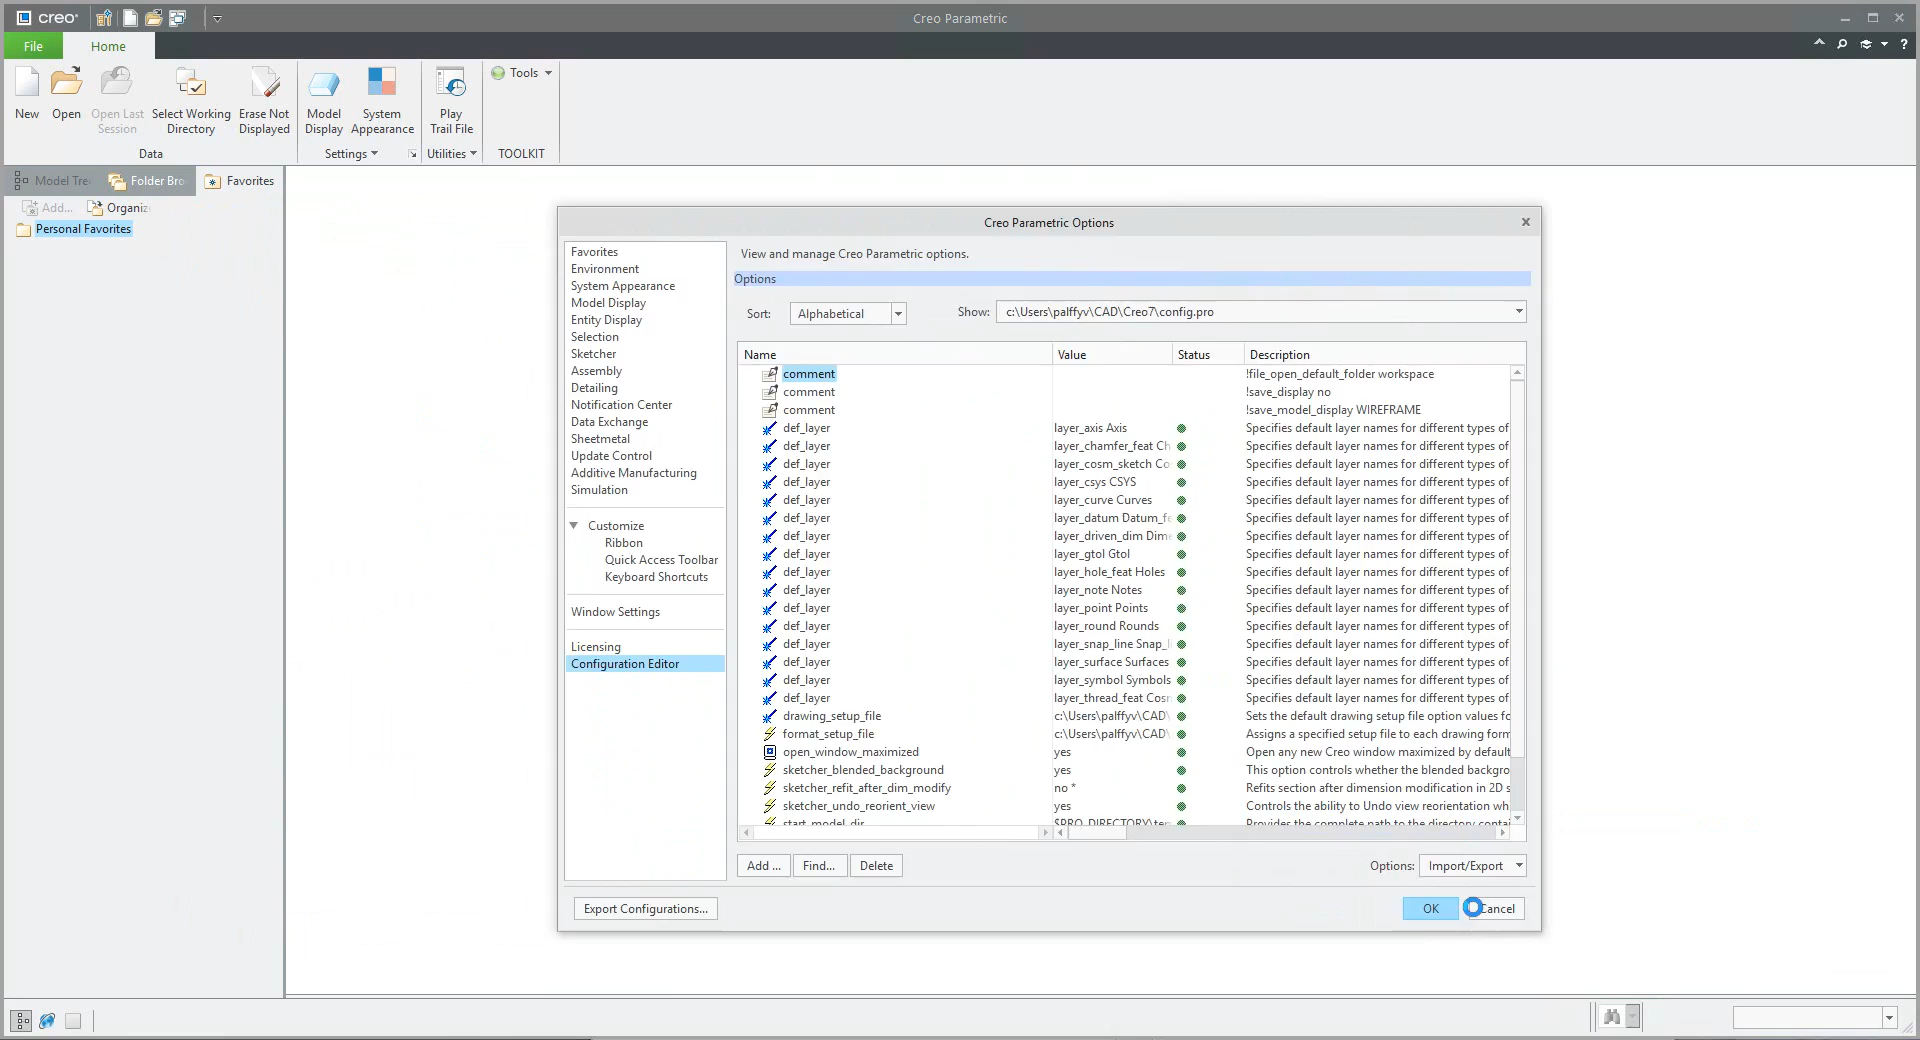 creo
Creo Parametric
File
Home
New
Open
Open Last
Session
Select Working
Directory
Erase Not
Displayed
Model
Display
System
Appearance
Play
Trail File
Tools
Data
Settings
Utilities
TOOLKIT
Model Tre
Folder Bro
Favorites
Add...
Organiz
Personal Favorites
Creo Parametric Options
Favorites
Environment
System Appearance
Model Display
Entity Display
Selection
Sketcher
Assembly
Detailing
Notification Center
Data Exchange
Sheetmetal
Update Control
Additive Manufacturing
Simulation
Customize
Ribbon
Quick Access Toolbar
Keyboard Shortcuts
Window Settings
Licensing
Configuration Editor
View and manage Creo Parametric options.
Options
Sort: Alphabetical Show: c:\Users\palffyv\CAD\Creo7\config.pro
Name Value Status Description
comment !file_open_default_folder workspace
comment !save_display no
comment !save_model_display WIREFRAME
def_layer layer_axis Axis Specifies default layer names for different types of
def_layer layer_chamfer_feat Ch Specifies default layer names for different types of
def_layer layer_cosm_sketch Co Specifies default layer names for different types of
def_layer layer_csys CSYS Specifies default layer names for different types of
def_layer layer_curve Curves Specifies default layer names for different types of
def_layer layer_datum Datum_fe Specifies default layer names for different types of
def_layer layer_driven_dim Dime Specifies default layer names for different types of
def_layer layer_gtol Gtol Specifies default layer names for different types of
def_layer layer_hole_feat Holes Specifies default layer names for different types of
def_layer layer_note Notes Specifies default layer names for different types of
def_layer layer_point Points Specifies default layer names for different types of
def_layer layer_round Rounds Specifies default layer names for different types of
def_layer layer_snap_line Snap_l Specifies default layer names for different types of
def_layer layer_surface Surfaces Specifies default layer names for different types of
def_layer layer_symbol Symbols Specifies default layer names for different types of
def_layer layer_thread_feat Cosn Specifies default layer names for different types of
drawing_setup_file c:\Users\palffyv\CAD\ Sets the default drawing setup file option values fo
format_setup_file c:\Users\palffyv\CAD\ Assigns a specified setup file to each drawing form
open_window_maximized yes Open any new Creo window maximized by default
sketcher_blended_background yes This option controls whether the blended backgro
sketcher_refit_after_dim_modify no * Refits section after dimension modification in 2D s
sketcher_undo_reorient_view yes Controls the ability to Undo view reorientation wh
start_model_dir $PRO_DIRECTORY\tem Provides the complete path to the directory contai
Add ... Find... Delete Options: Import/Export
Export Configurations... OK Cancel